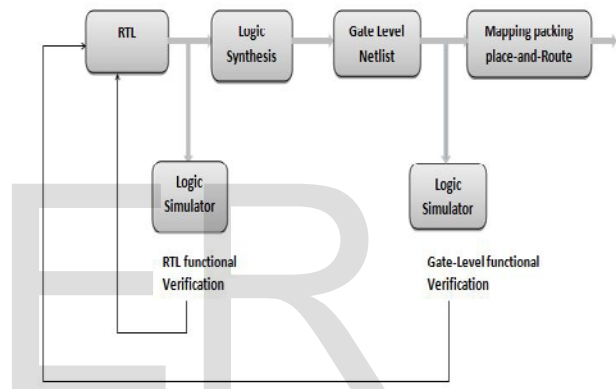 RTL
Logic
Synthesis
Gate Level
Netlist
Mapping packing
place-and-Route
Logic
Simulator
Logic
Simulator
RTL functional
Verification
Gate-Level functional
Verification
ER